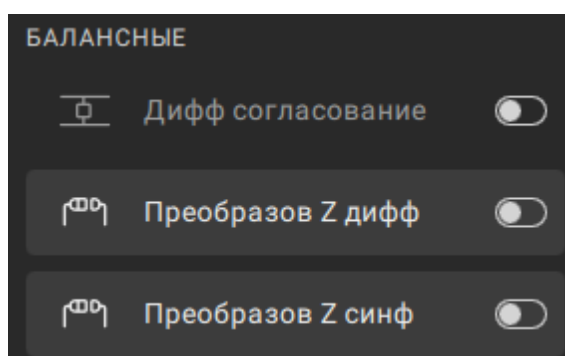 БАЛАНСНЫЕ
Дифф согласование
Преобразов Z дифф
Преобразов Z синф